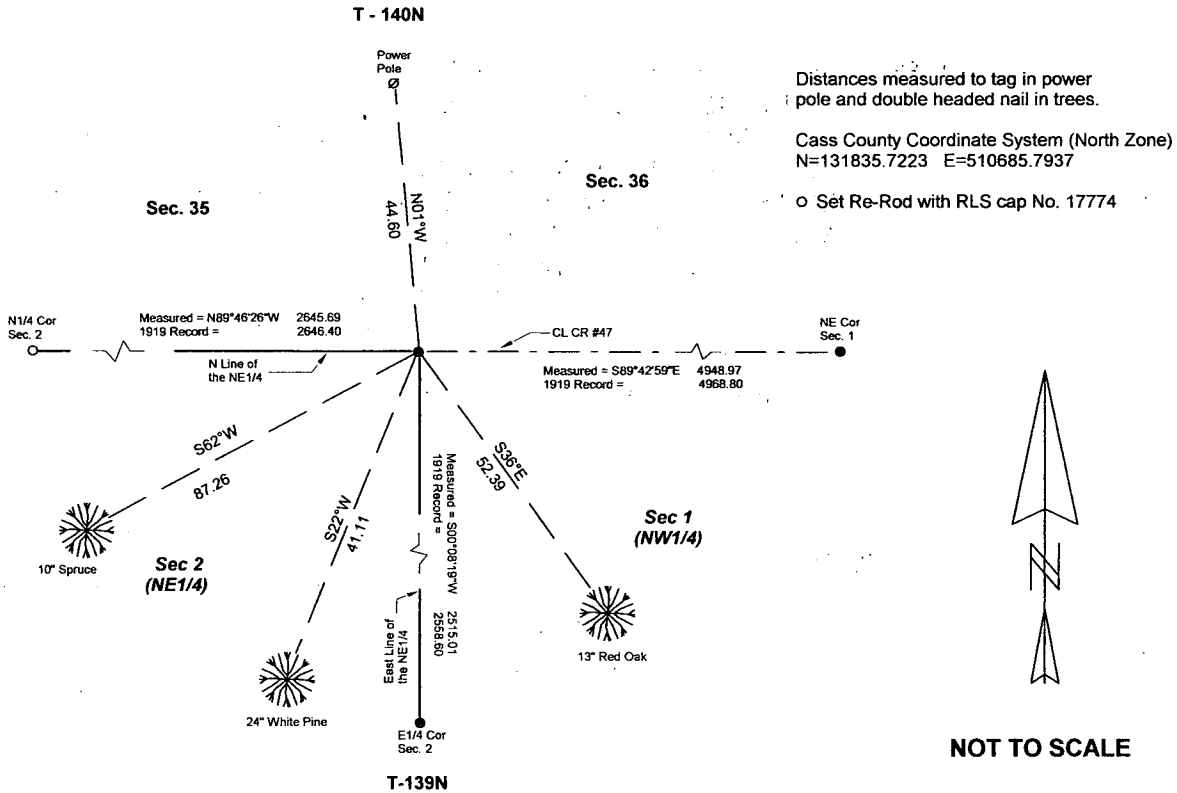 T - 140N
Power
Pole
Distances measured to tag in power
pole and double headed nail in trees.
Cass County Coordinate System (North Zone)
N=131835.7223 E=510685.7937
Set Re-Rod with RLS cap No. 17774
Sec. 35
Sec. 36
N01°W
44.60
N1/4 Cor
Sec. 2
Measured = N89°46'26"W 2645.69
1919 Record = 2646.40
N Line of
the NE1/4
CL CR #47
NE Cor
Sec. 1
Measured = S89°42'59"E 4948.97
1919 Record = 4968.80
S62°W
87.26
S22°W
41.11
Measured = S00°08'19"W 2515.01
1919 Record = 2558.60
S36°E
52.39
Sec 1
(NW1/4)
10" Spruce
Sec 2
(NE1/4)
East Line of
the NE1/4
13" Red Oak
24" White Pine
E1/4 Cor
Sec. 2
T-139N
N
NOT TO SCALE